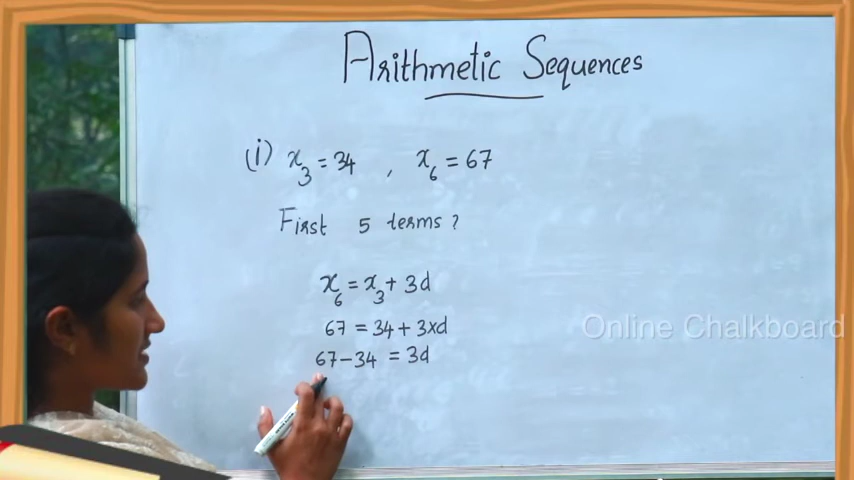 Arithmetic Sequences
(i) x₃ = 34 , x₆ = 67
First 5 terms ?
x₆ = x₃ + 3d
67 = 34 + 3xd
67 − 34 = 3d
Online Chalkboard